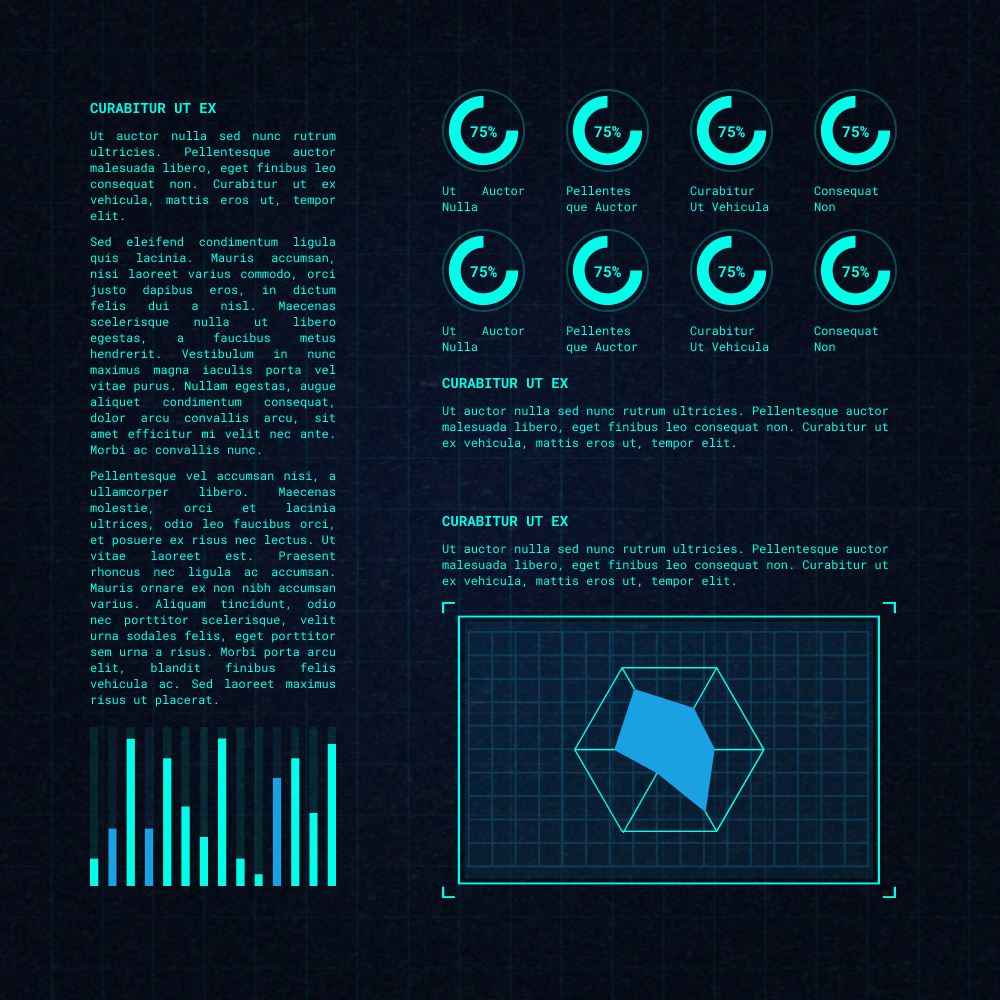 CURABITUR UT EX
Ut auctor nulla sed nunc rutrum
ultricies. Pellentesque auctor
malesuada libero, eget finibus leo
consequat non. Curabitur ut ex
vehicula, mattis eros ut, tempor
elit.
Sed eleifend condimentum ligula
quis lacinia. Mauris accumsan,
nisi laoreet varius commodo, orci
justo dapibus eros, in dictum
felis dui a nisl. Maecenas
scelerisque nulla ut libero
egestas, a faucibus metus
hendrerit. Vestibulum in nunc
maximus magna iaculis porta vel
vitae purus. Nullam egestas, augue
aliquet condimentum consequat,
dolor arcu convallis arcu, sit
amet efficitur mi velit nec ante.
Morbi ac convallis nunc.
Pellentesque vel accumsan nisi, a
ullamcorper libero. Maecenas
molestie, orci et lacinia
ultrices, odio leo faucibus orci,
et posuere ex risus nec lectus. Ut
vitae laoreet est. Praesent
rhoncus nec ligula ac accumsan.
Mauris ornare ex non nibh accumsan
varius. Aliquam tincidunt, odio
nec porttitor scelerisque, velit
urna sodales felis, eget porttitor
sem urna a risus. Morbi porta arcu
elit, blandit finibus felis
vehicula ac. Sed laoreet maximus
risus ut placerat.
75% 75% 75% 75%
Ut Auctor Pellentes Curabitur Consequat
Nulla que Auctor Ut Vehicula Non
75% 75% 75% 75%
Ut Auctor Pellentes Curabitur Consequat
Nulla que Auctor Ut Vehicula Non
CURABITUR UT EX
Ut auctor nulla sed nunc rutrum ultricies. Pellentesque auctor
malesuada libero, eget finibus leo consequat non. Curabitur ut
ex vehicula, mattis eros ut, tempor elit.
CURABITUR UT EX
Ut auctor nulla sed nunc rutrum ultricies. Pellentesque auctor
malesuada libero, eget finibus leo consequat non. Curabitur ut
ex vehicula, mattis eros ut, tempor elit.